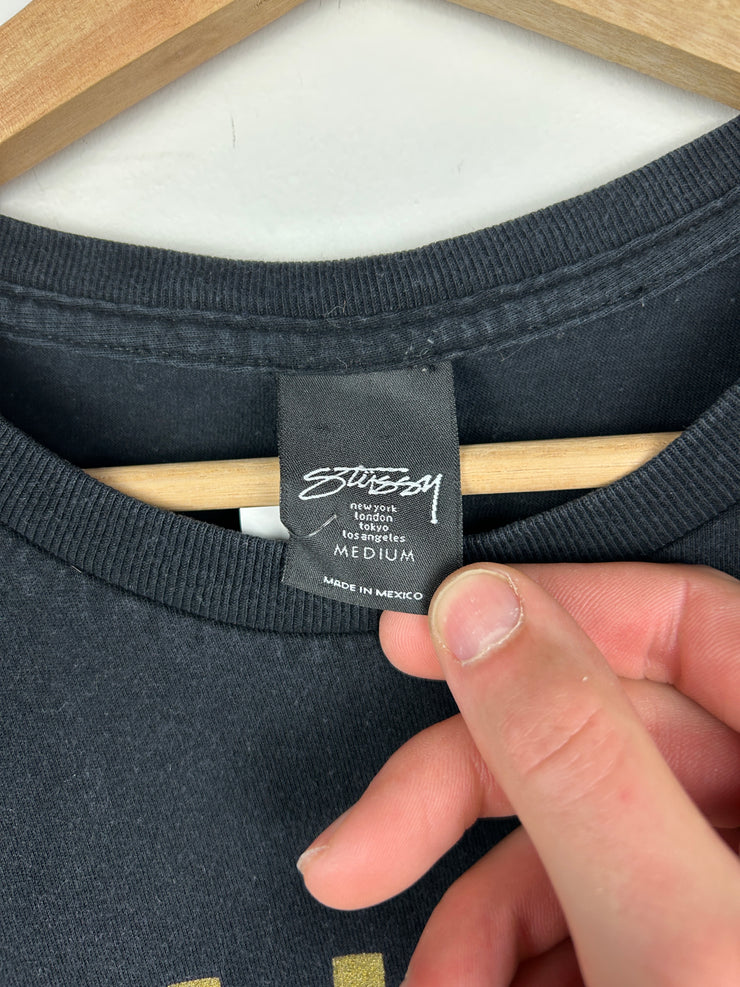 Stüssy
new york
london
tokyo
los angeles
MEDIUM
MADE IN MEXICO